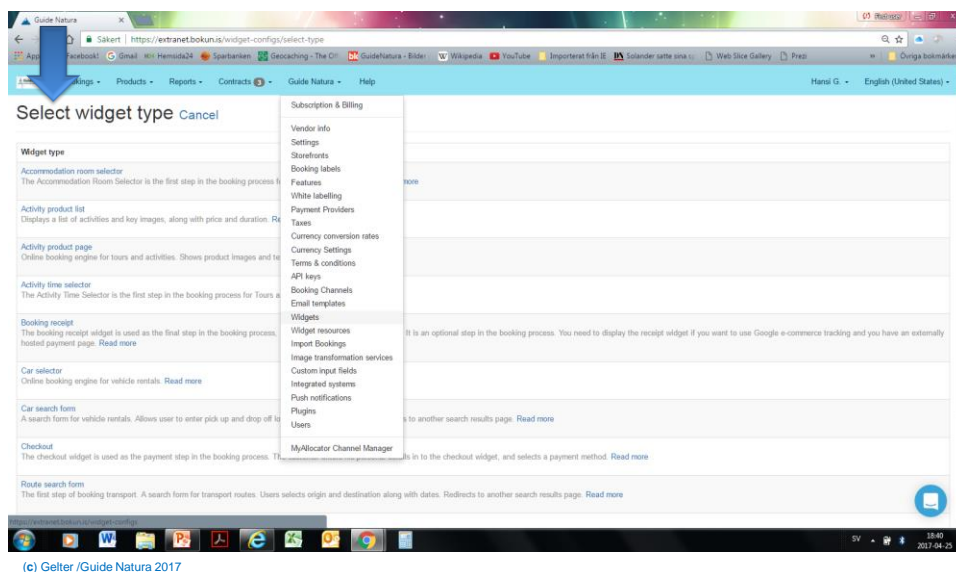 Guide Natura
Säkert | https://extranet.bokun.is/widget-configs/select-type
Facebook! Gmail Hemsida24 Sparbanken Geocaching - The Of GuideNatura - Bilder Wikipedia YouTube Importerat från IE Solander satte sina Web Slice Gallery Prezi Övriga bokmärken
Products Reports Contracts 3 Guide Natura Help Hansi G. English (United States)
Select widget type Cancel
Widget type
Accommodation room selector
The Accommodation Room Selector is the first step in the booking process
Activity product list
Displays a list of activities and key images, along with price and duration.
Activity product page
Online booking engine for tours and activities. Shows product images and te
Activity time selector
The Activity Time Selector is the first step in the booking process for Tours a
Booking receipt
The booking receipt widget is used as the final step in the booking process, It is an optional step in the booking process. You need to display the receipt widget if you want to use Google e-commerce tracking and you have an externally
hosted payment page. Read more
Car selector
Online booking engine for vehicle rentals. Read more
Car search form
A search form for vehicle rentals. Allows user to enter pick up and drop off lo s to another search results page. Read more
Checkout
The checkout widget is used as the payment step in the booking process. in to the checkout widget, and selects a payment method. Read more
Route search form
The first step of booking transport. A search form for transport routes. Users selects origin and destination along with dates. Redirects to another search results page. Read more
Subscription & Billing
Vendor info
Settings
Storefronts
Booking labels
Features
White labelling
Payment Providers
Taxes
Currency conversion rates
Currency Settings
Terms & conditions
API keys
Booking Channels
Email templates
Widgets
Widget resources
Import Bookings
Image transformation services
Custom input fields
Integrated systems
Push notifications
Plugins
Users
MyAllocator Channel Manager
https://extranet.bokun.is/widget-configs
SV 18:40
2017-04-25
(c) Gelter /Guide Natura 2017